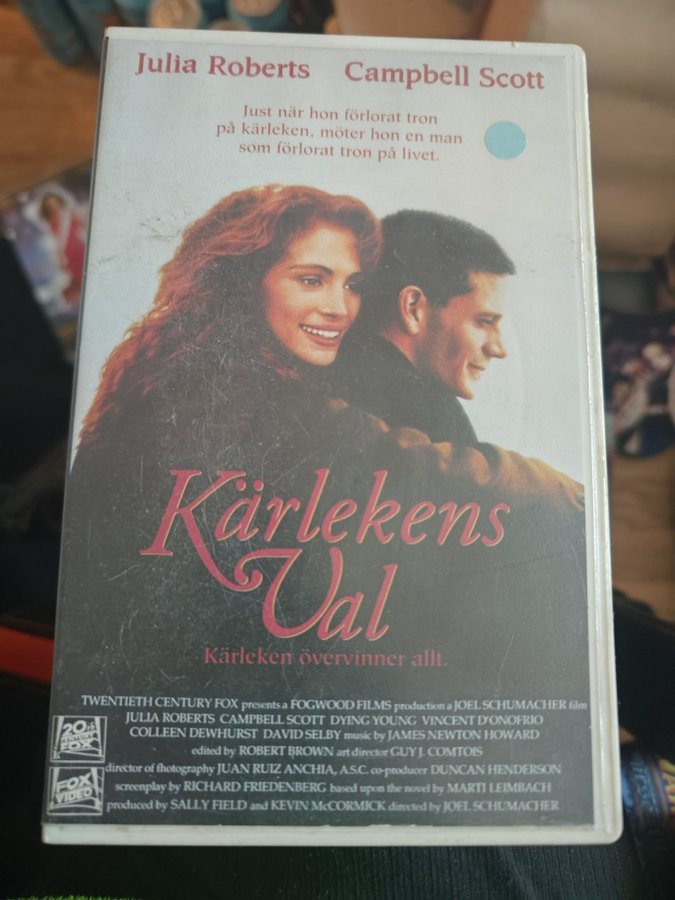 Julia Roberts Campbell Scott
Just när hon förlorat tron
på kärleken, möter hon en man
som förlorat tron på livet.
Kärlekens
Val
Kärleken övervinner allt.
TWENTIETH CENTURY FOX presents a FOGWOOD FILMS production a JOEL SCHUMACHER film
JULIA ROBERTS CAMPBELL SCOTT DYING YOUNG VINCENT D'ONOFRIO
COLLEEN DEWHURST DAVID SELBY music by JAMES NEWTON HOWARD
edited by ROBERT BROWN art director GUY J. COMTOIS
director of fhotography JUAN RUIZ ANCHIA, A.S.C. co-producer DUNCAN HENDERSON
screenplay by RICHARD FRIEDENBERG based upon the novel by MARTI LEIMBACH
produced by SALLY FIELD and KEVIN McCORMICK directed by JOEL SCHUMACHER
20th
CENTURY
FOX
FOX
VIDEO